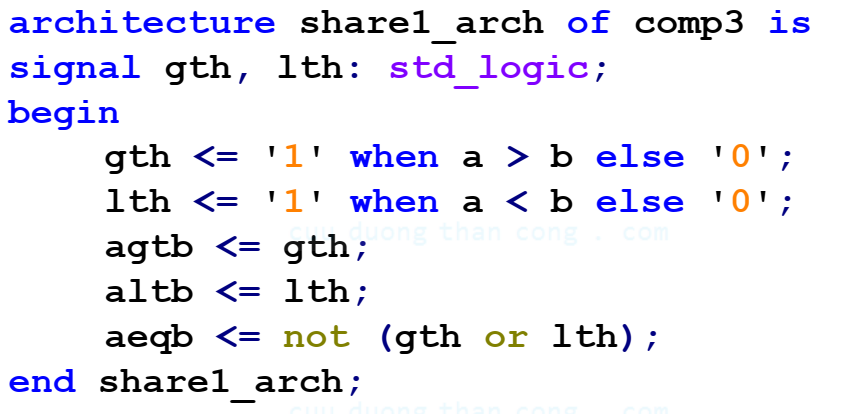 architecture share1_arch of comp3 is
signal gth, lth: std_logic;
begin
gth <= '1' when a > b else '0';
lth <= '1' when a < b else '0';
cuu duong than cong . com
agtb <= gth;
altb <= lth;
aeqb <= not (gth or lth);
end share1_arch;
cuu duong than cong . com